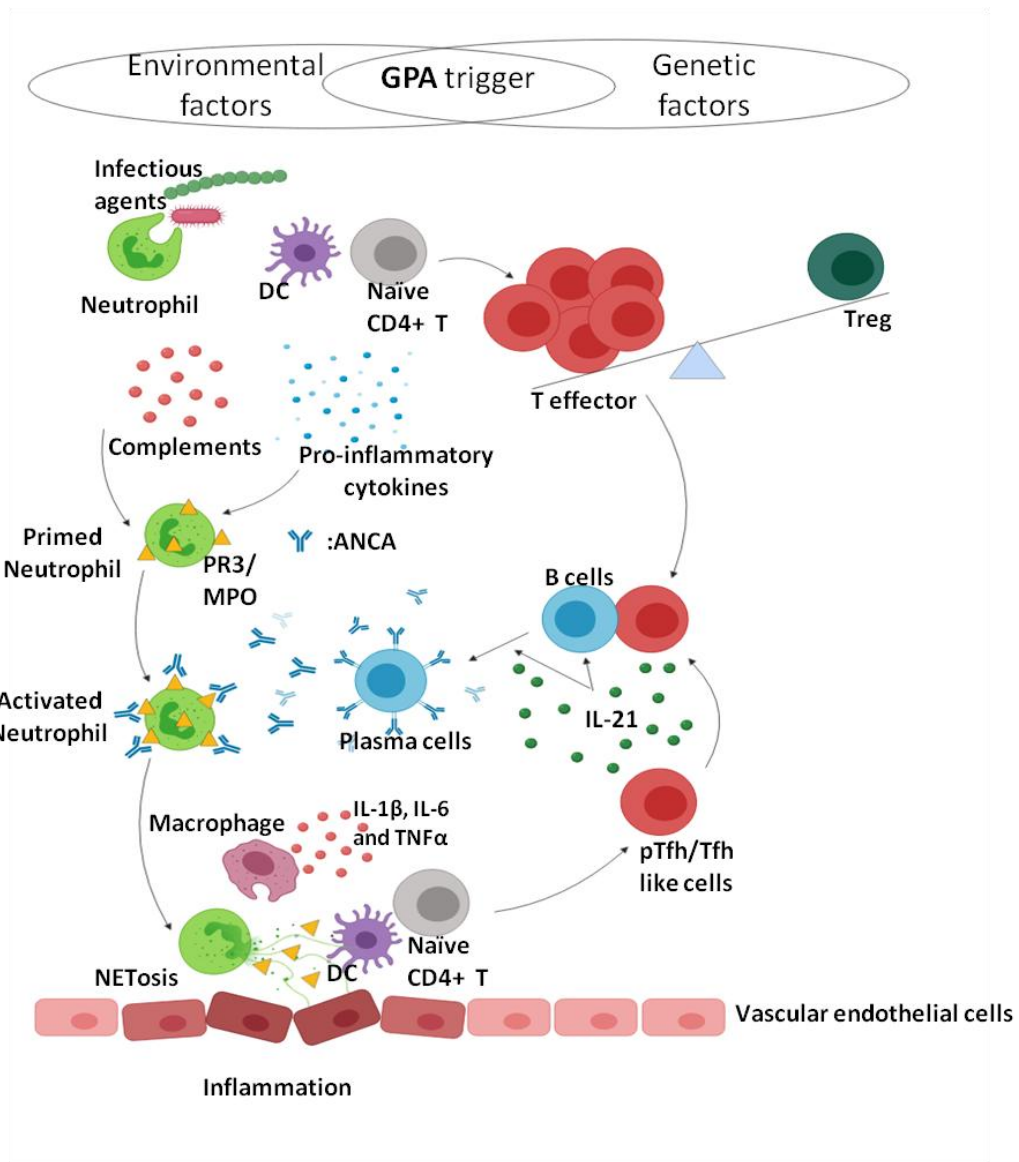 Environmental
factors
GPA trigger
Genetic
factors
Infectious
agents
Neutrophil
DC
Naïve
CD4+ T
Treg
T effector
Complements
Pro-inflammatory
cytokines
Primed
Neutrophil
PR3/
MPO
:ANCA
B cells
Activated
Neutrophil
Plasma cells
IL-21
Macrophage
IL-1β, IL-6
and TNFα
pTfh/Tfh
like cells
NETosis
DC
Naïve
CD4+ T
Vascular endothelial cells
Inflammation